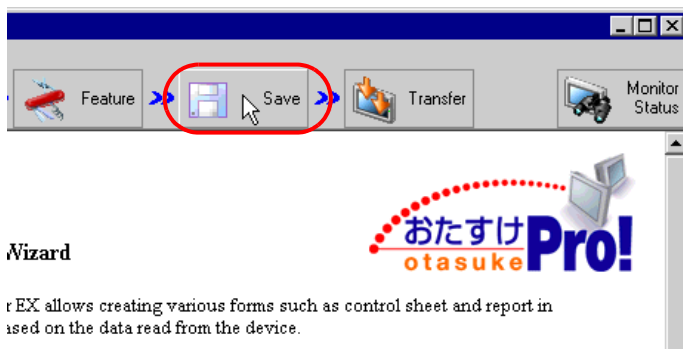 Feature
Save
Transfer
Monitor
Status
おたすけPro!
otasuke
Wizard
r EX allows creating various forms such as control sheet and report in
ased on the data read from the device.